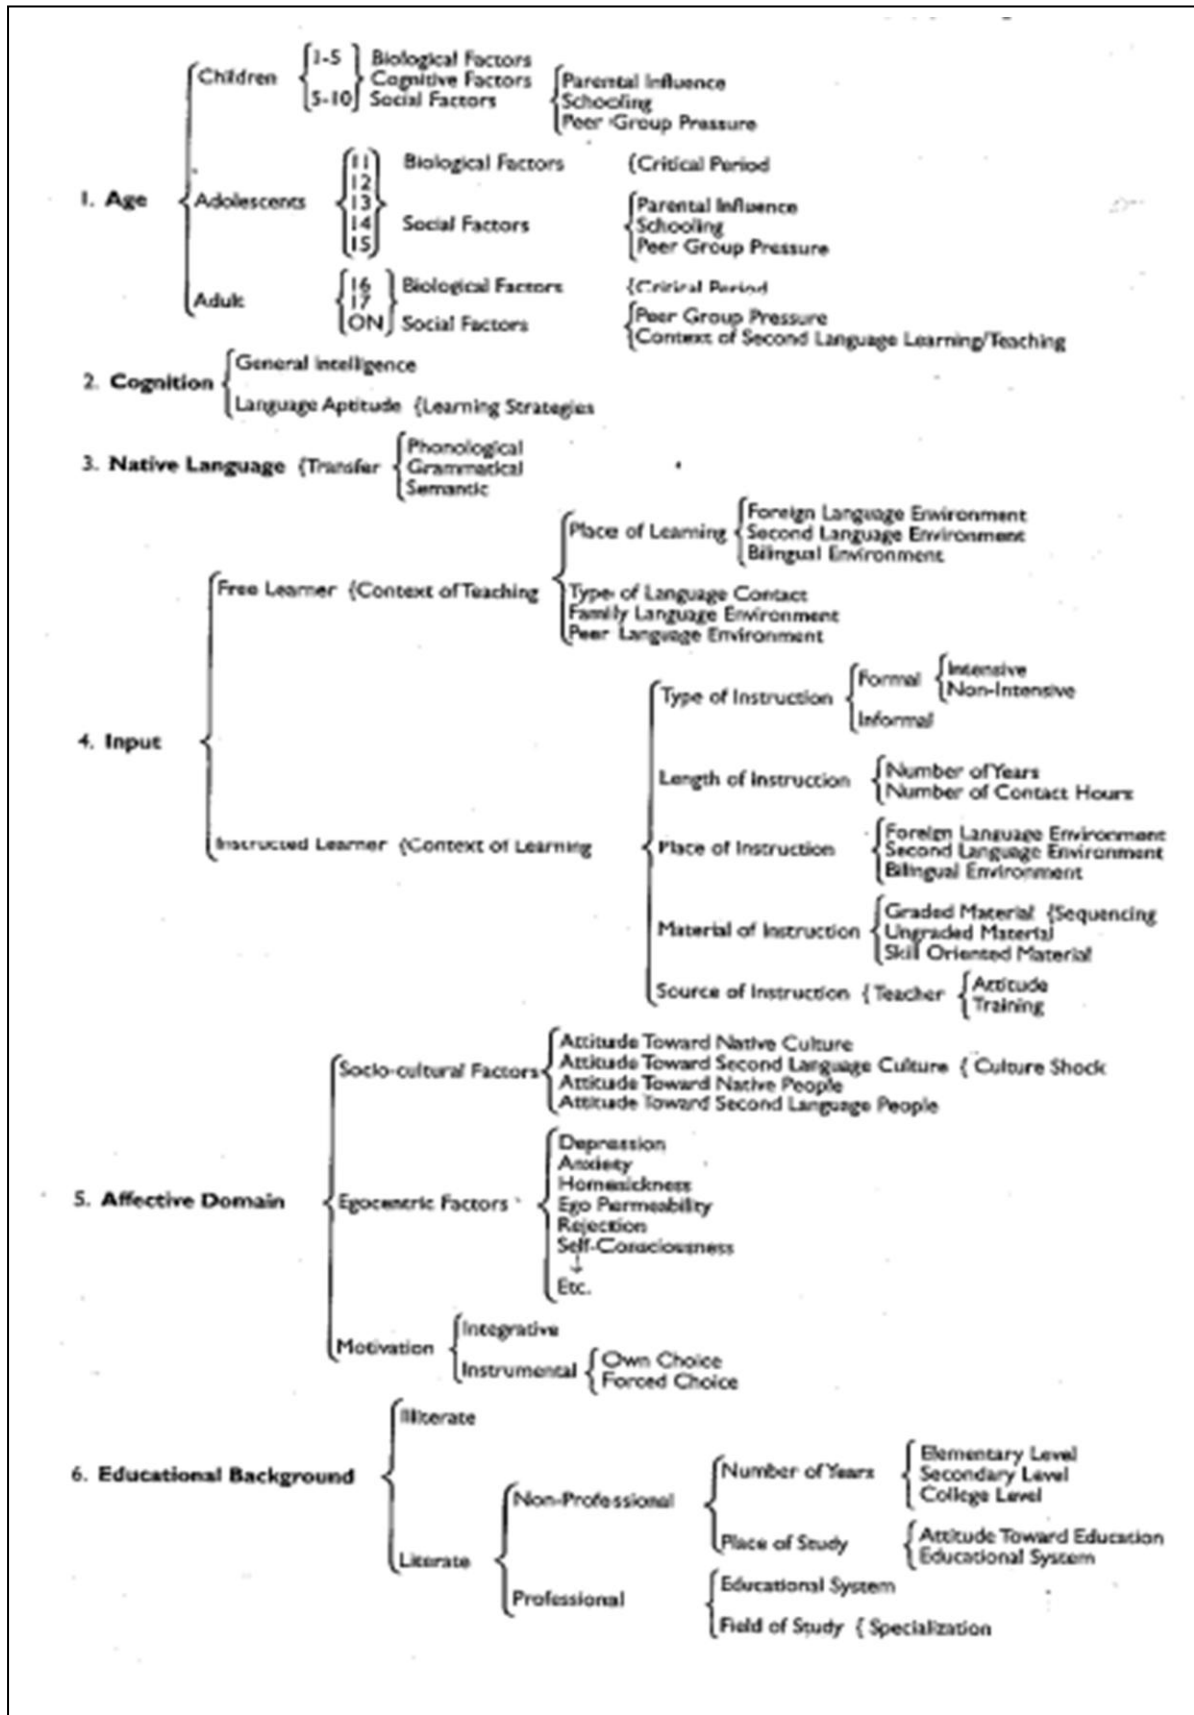 1-5 Biological Factors
Children Cognitive Factors Parental Influence
5-10 Social Factors Schooling
Peer Group Pressure
11 Biological Factors Critical Period
12
1. Age Adolescents 13 Parental Influence
14 Social Factors Schooling
15 Peer Group Pressure
16 Biological Factors Critical Period
Adult 17 Peer Group Pressure
ON Social Factors Context of Second Language Learning/Teaching
General intelligence
2. Cognition
Language Aptitude {Learning Strategies
Phonological
3. Native Language {Transfer Grammatical
Semantic
Foreign Language Environment
Place of Learning Second Language Environment
Bilingual Environment
Free Learner {Context of Teaching Type of Language Contact
Family Language Environment
Peer Language Environment
Intensive
Formal Non-Intensive
Type of Instruction
Informal
4. Input
Length of Instruction Number of Years
Number of Contact Hours
Foreign Language Environment
Instructed Learner {Context of Learning Place of Instruction Second Language Environment
Bilingual Environment
Graded Material {Sequencing
Material of Instruction Ungraded Material
Skill Oriented Material
Source of Instruction { Teacher Attitude
Training
Attitude Toward Native Culture
Socio-cultural Factors Attitude Toward Second Language Culture { Culture Shock
Attitude Toward Native People
Attitude Toward Second Language People
Depression
Anxiety
Homesickness
5. Affective Domain Egocentric Factors Ego Permeability
Rejection
Self-Consciousness
↓
Etc.
Integrative
Motivation
Instrumental Own Choice
Forced Choice
Illiterate
Elementary Level
6. Educational Background Number of Years Secondary Level
College Level
Non-Professional
Place of Study Attitude Toward Education
Educational System
Literate
Educational System
Professional
Field of Study { Specialization